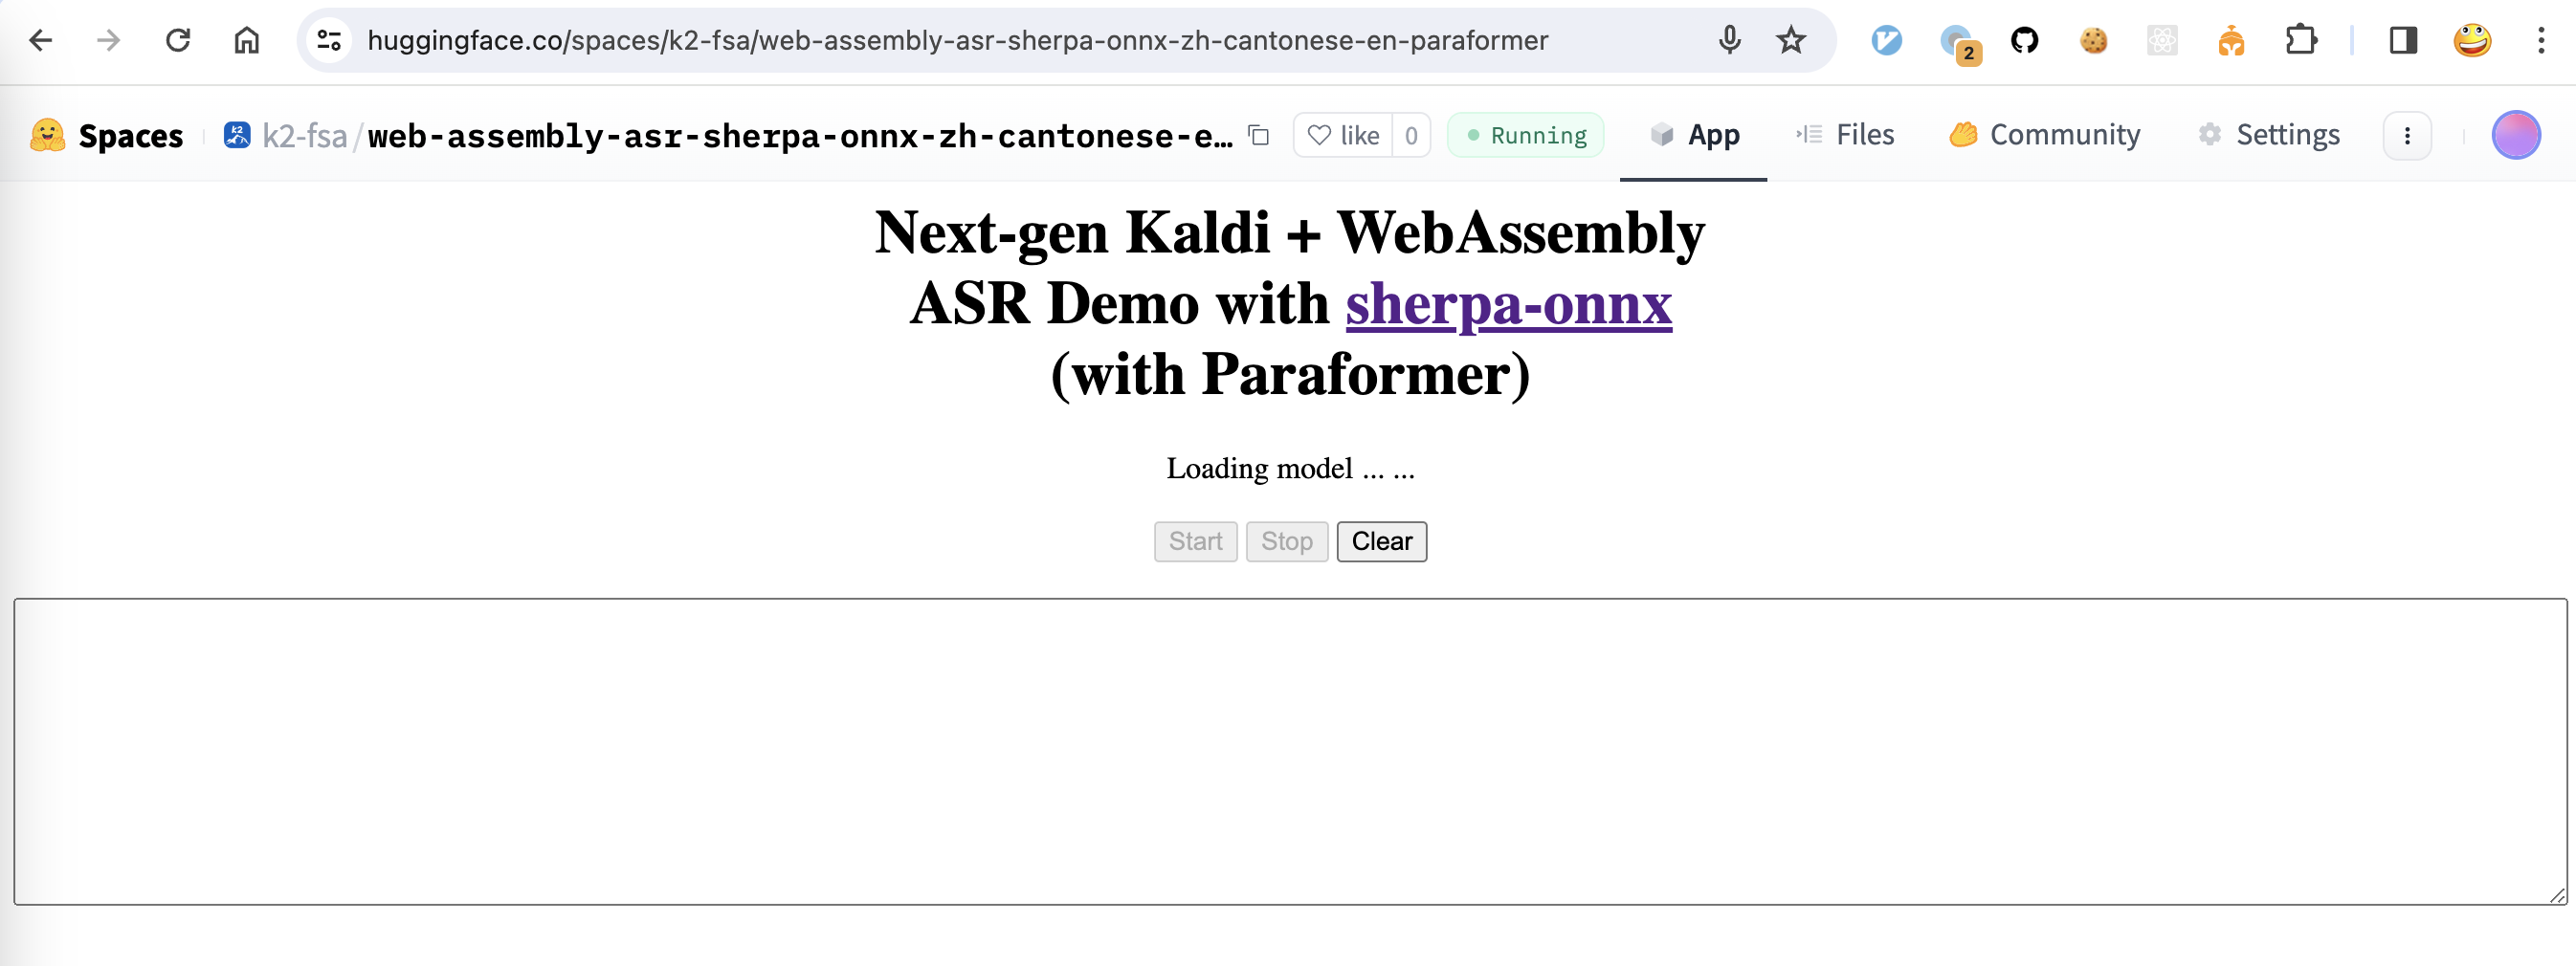 huggingface.co/spaces/k2-fsa/web-assembly-asr-sherpa-onnx-zh-cantonese-en-paraformer
2
Spaces k2-fsa/web-assembly-asr-sherpa-onnx-zh-cantonese-e… like 0 Running App Files Community Settings
Next-gen Kaldi + WebAssembly
ASR Demo with sherpa-onnx
(with Paraformer)
Loading model ... ...
Start Stop Clear